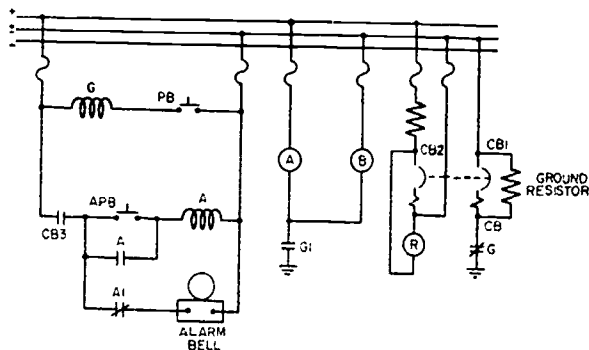 +
±
–
G
PB
A
B
CB2
CB1
GROUND
RESISTOR
APB
A
CB3
A
G1
R
CB
G
A1
ALARM
BELL